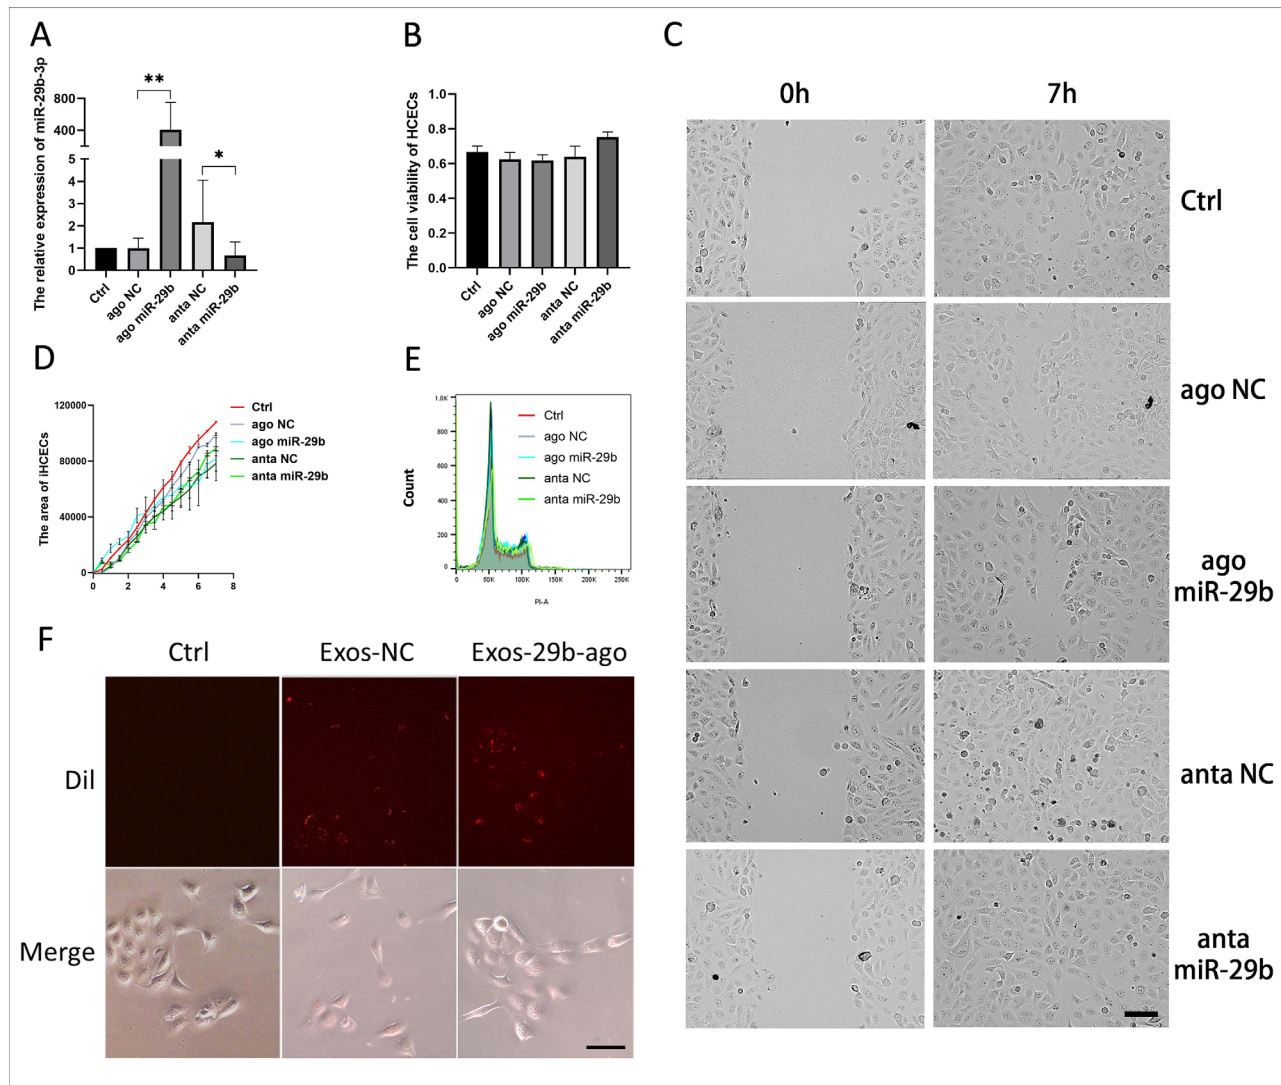 A
The relative expression of miR-29b-3p
800
400
5
4
3
2
1
0
**
*
Ctrl
ago NC
ago miR-29b
anta NC
anta miR-29b
B
The cell viability of HCECs
1.0
0.8
0.6
0.4
0.2
0.0
Ctrl
ago NC
ago miR-29b
anta NC
anta miR-29b
C
0h
7h
Ctrl
ago NC
ago
miR-29b
anta NC
anta
miR-29b
D
The area of iHCECs
120000
80000
40000
0
0
2
4
6
8
Ctrl
ago NC
ago miR-29b
anta NC
anta miR-29b
E
Count
1.0K
800
600
400
200
0
0
50K
100K
150K
200K
250K
PI-A
Ctrl
ago NC
ago miR-29b
anta NC
anta miR-29b
F
Ctrl
Exos-NC
Exos-29b-ago
Dil
Merge